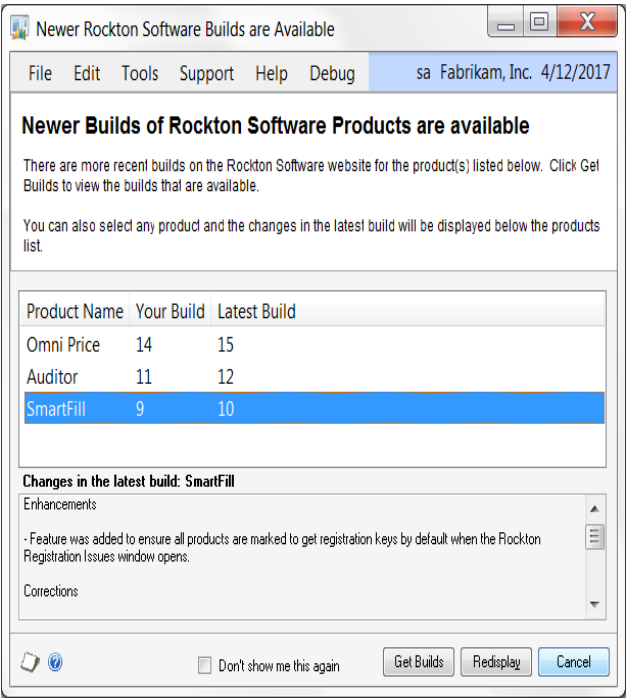 Newer Rockton Software Builds are Available
File Edit Tools Support Help Debug sa Fabrikam, Inc. 4/12/2017
Newer Builds of Rockton Software Products are available
There are more recent builds on the Rockton Software website for the product(s) listed below. Click Get
Builds to view the builds that are available.
You can also select any product and the changes in the latest build will be displayed below the products
list.
Product Name Your Build Latest Build
Omni Price 14 15
Auditor 11 12
SmartFill 9 10
Changes in the latest build: SmartFill
Enhancements
- Feature was added to ensure all products are marked to get registration keys by default when the Rockton
Registration Issues window opens.
Corrections
Don't show me this again Get Builds Redisplay Cancel